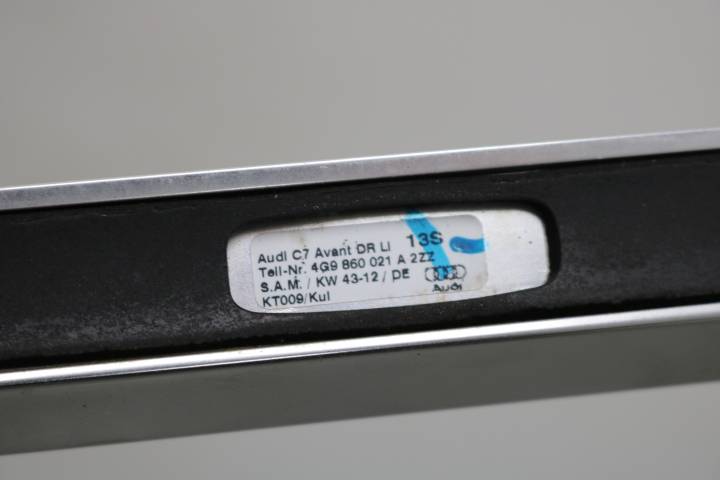 Audi C7 Avant DR LI 13S
Teil-Nr. 4G9 860 021 A 2ZZ
S.A.M. / KW 43-12 / DE
KT009/Kul
Audi